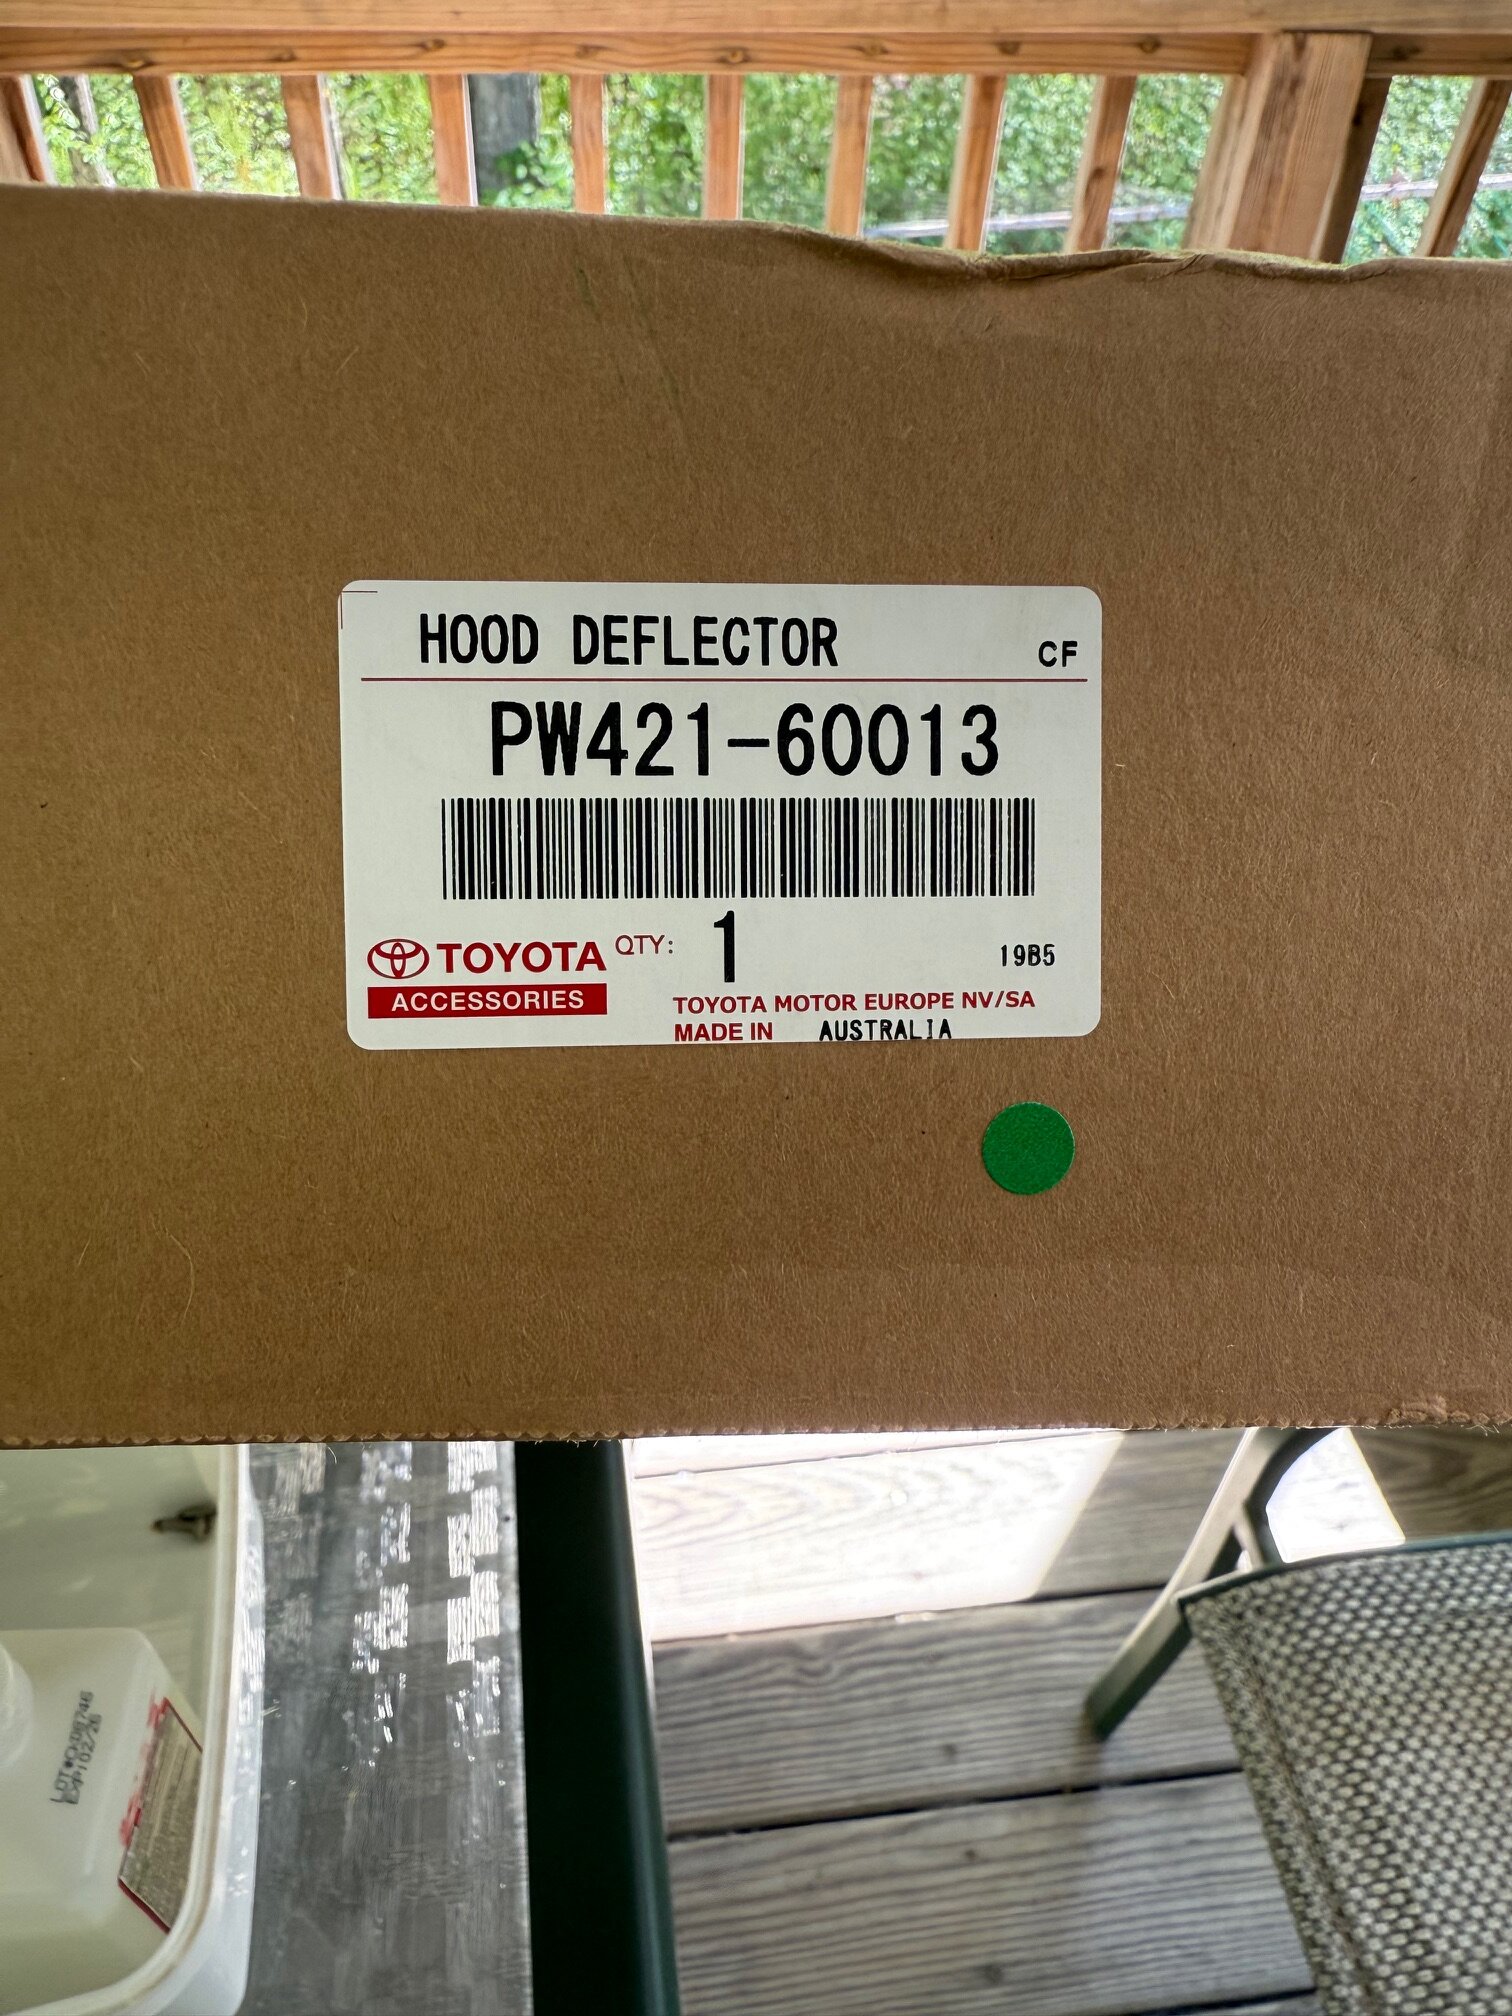 HOOD DEFLECTOR CF
PW421-60013
TOYOTA QTY: 1 19B5
ACCESSORIES
TOYOTA MOTOR EUROPE NV/SA
MADE IN AUSTRALIA